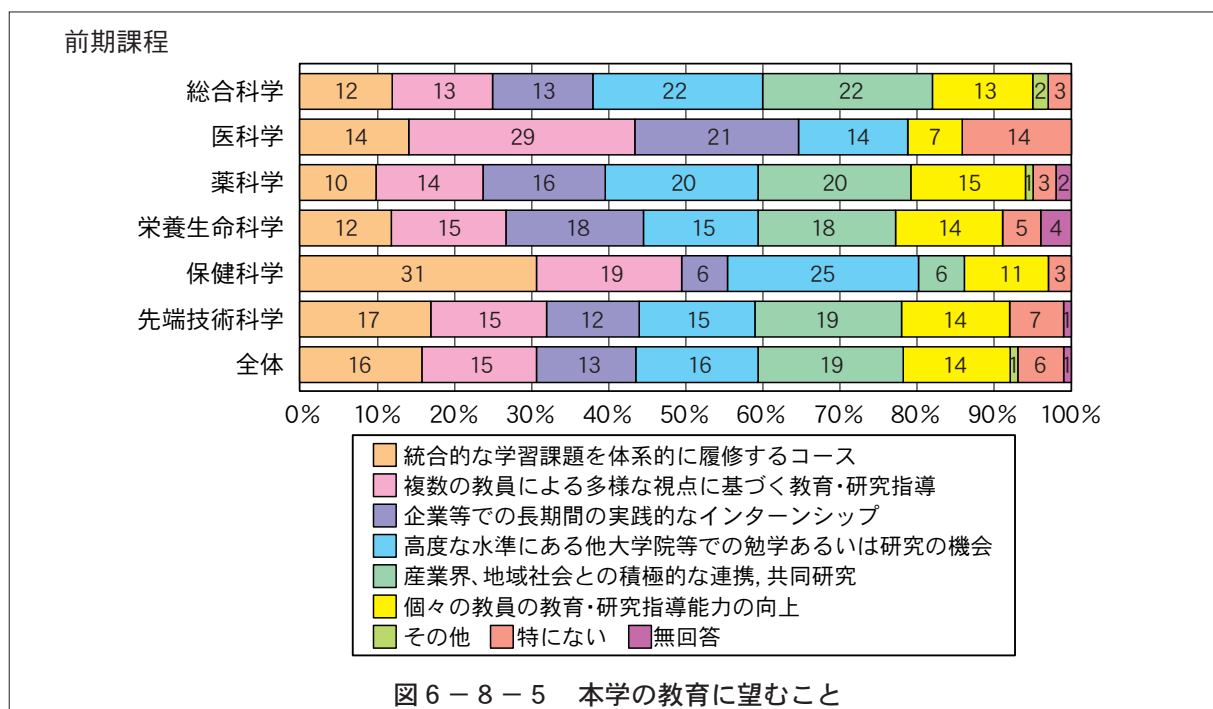 前期課程
総合科学 12 13 13 22 22 13 2 3
医科学 14 29 21 14 7 14
薬科学 10 14 16 20 20 15 1 3 2
栄養生命科学 12 15 18 15 18 14 5 4
保健科学 31 19 6 25 6 11 3
先端技術科学 17 15 12 15 19 14 7 1
全体 16 15 13 16 19 14 1 6 1
0% 10% 20% 30% 40% 50% 60% 70% 80% 90% 100%
統合的な学習課題を体系的に履修するコース
複数の教員による多様な視点に基づく教育・研究指導
企業等での長期間の実践的なインターンシップ
高度な水準にある他大学院等での勉学あるいは研究の機会
産業界、地域社会との積極的な連携, 共同研究
個々の教員の教育・研究指導能力の向上
その他 特にない 無回答
図6-8-5 本学の教育に望むこと